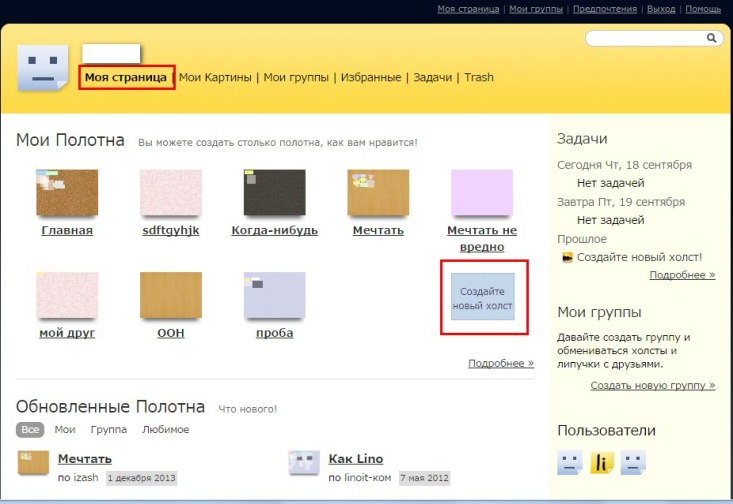 Моя страница | Мои группы | Предпочтения | Выход | Помощь
Моя страница | Мои Картины | Мои группы | Избранные | Задачи | Trash
Мои Полотна Вы можете создать столько полотна, как вам нравится!
Главная sdftgyhjk Когда-нибудь Мечтать Мечтать не вредно
мой друг ООН проба Создайте новый холст
Подробнее »
Обновленные Полотна Что нового!
Все Мои Группа Любимое
Мечтать Как Lino
по izash 1 декабря 2013 по linoit-ком 7 мая 2012
Задачи
Сегодня Чт, 18 сентября
Нет задачей
Завтра Пт, 19 сентября
Нет задачей
Прошлое
Создайте новый холст!
Подробнее »
Мои группы
Давайте создать группу и
обмениваться холсты и
липучки с друзьями.
Создать новую группу »
Пользователи
li